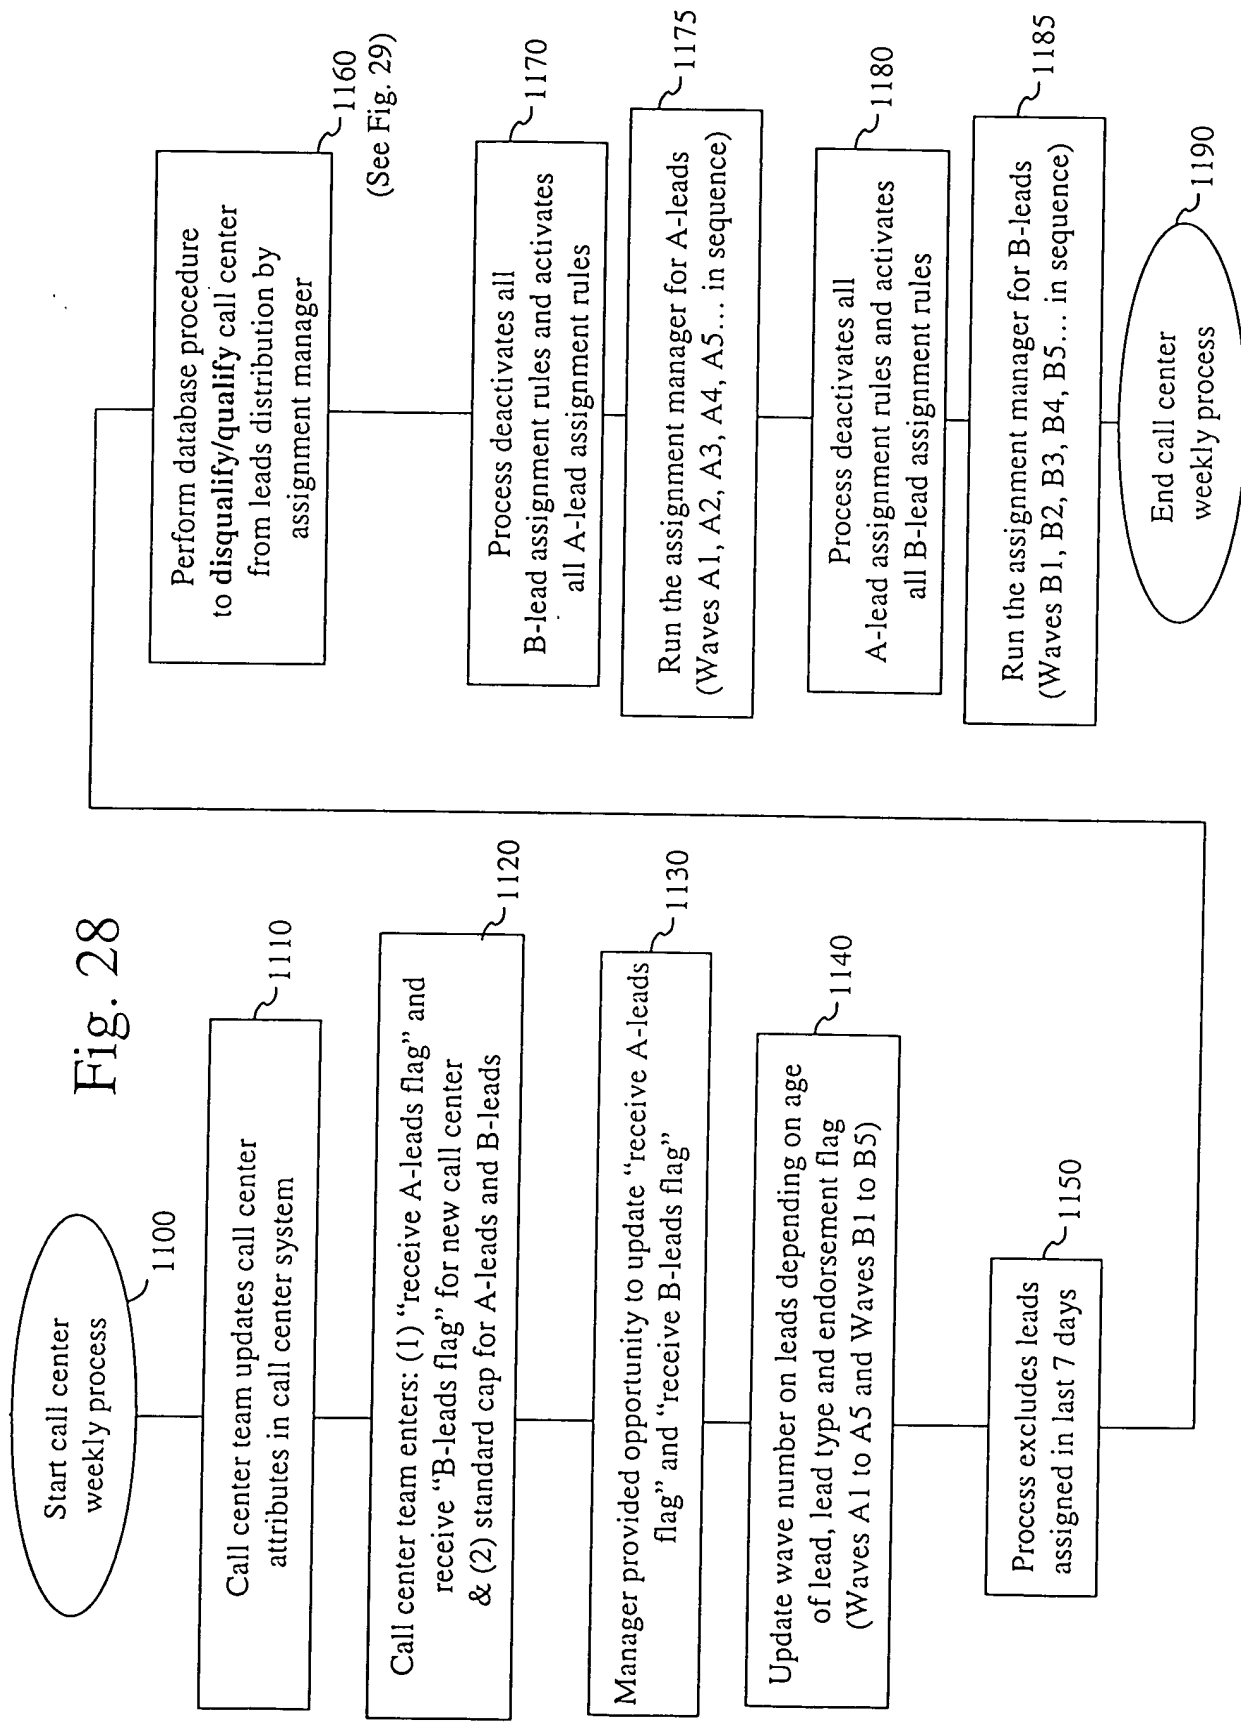 Fig. 28
Start call center
weekly process
1100
Call center team updates call center
attributes in call center system
1110
Call center team enters: (1) “receive A-leads flag” and
receive “B-leads flag” for new call center
& (2) standard cap for A-leads and B-leads
1120
Manager provided opportunity to update “receive A-leads
flag” and “receive B-leads flag”
1130
Update wave number on leads depending on age
of lead, lead type and endorsement flag
(Waves A1 to A5 and Waves B1 to B5)
1140
Process excludes leads
assigned in last 7 days
1150
Perform database procedure
to disqualify/qualify call center
from leads distribution by
assignment manager
1160
(See Fig. 29)
Process deactivates all
B-lead assignment rules and activates
all A-lead assignment rules
1170
Run the assignment manager for A-leads
(Waves A1, A2, A3, A4, A5... in sequence)
1175
Process deactivates all
A-lead assignment rules and activates
all B-lead assignment rules
1180
Run the assignment manager for B-leads
(Waves B1, B2, B3, B4, B5... in sequence)
1185
End call center
weekly process
1190